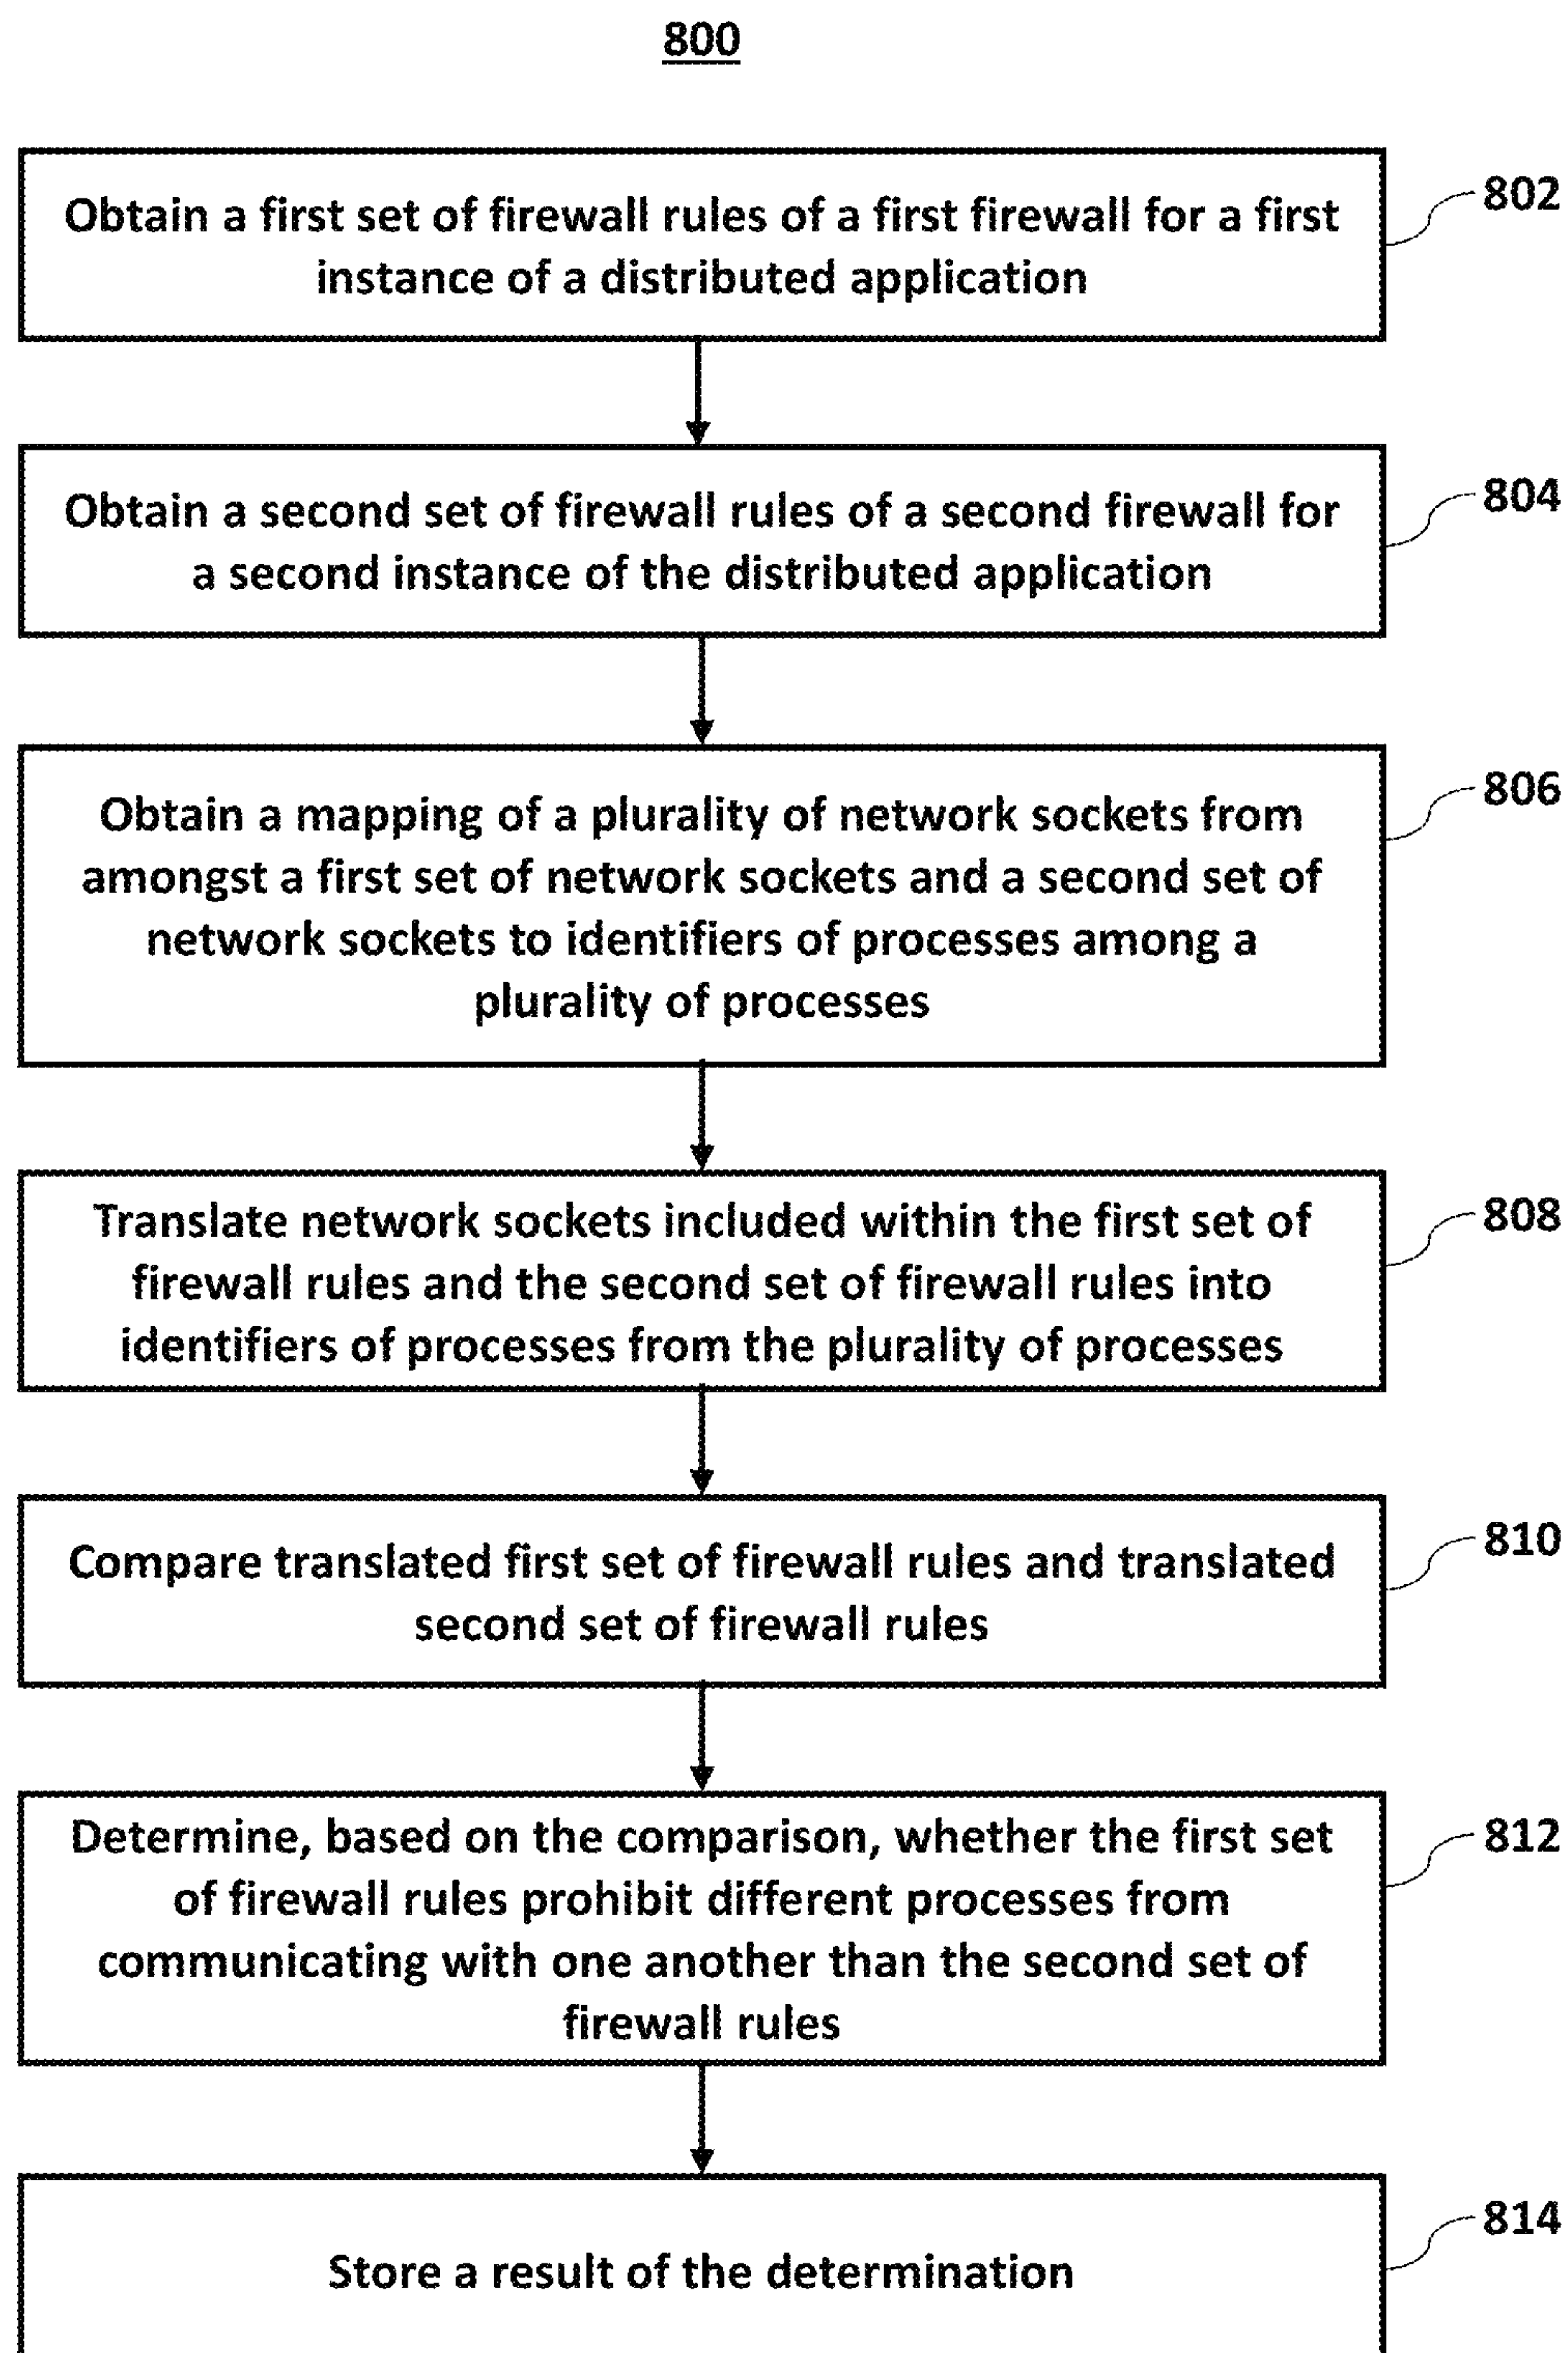 800
Obtain a first set of firewall rules of a first firewall for a first
instance of a distributed application
802
Obtain a second set of firewall rules of a second firewall for
a second instance of the distributed application
804
Obtain a mapping of a plurality of network sockets from
amongst a first set of network sockets and a second set of
network sockets to identifiers of processes among a
plurality of processes
806
Translate network sockets included within the first set of
firewall rules and the second set of firewall rules into
identifiers of processes from the plurality of processes
808
Compare translated first set of firewall rules and translated
second set of firewall rules
810
Determine, based on the comparison, whether the first set
of firewall rules prohibit different processes from
communicating with one another than the second set of
firewall rules
812
Store a result of the determination
814